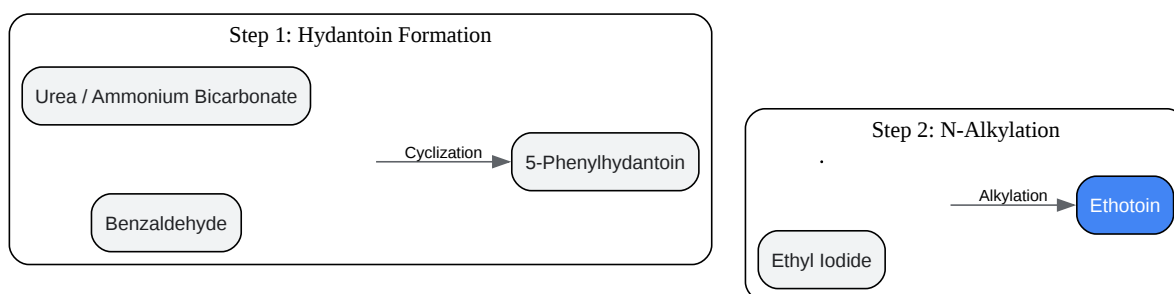 Step 1: Hydantoin Formation
Urea / Ammonium Bicarbonate
Cyclization
5-Phenylhydantoin
Benzaldehyde
Step 2: N-Alkylation
.
Alkylation
Ethotoin
Ethyl Iodide